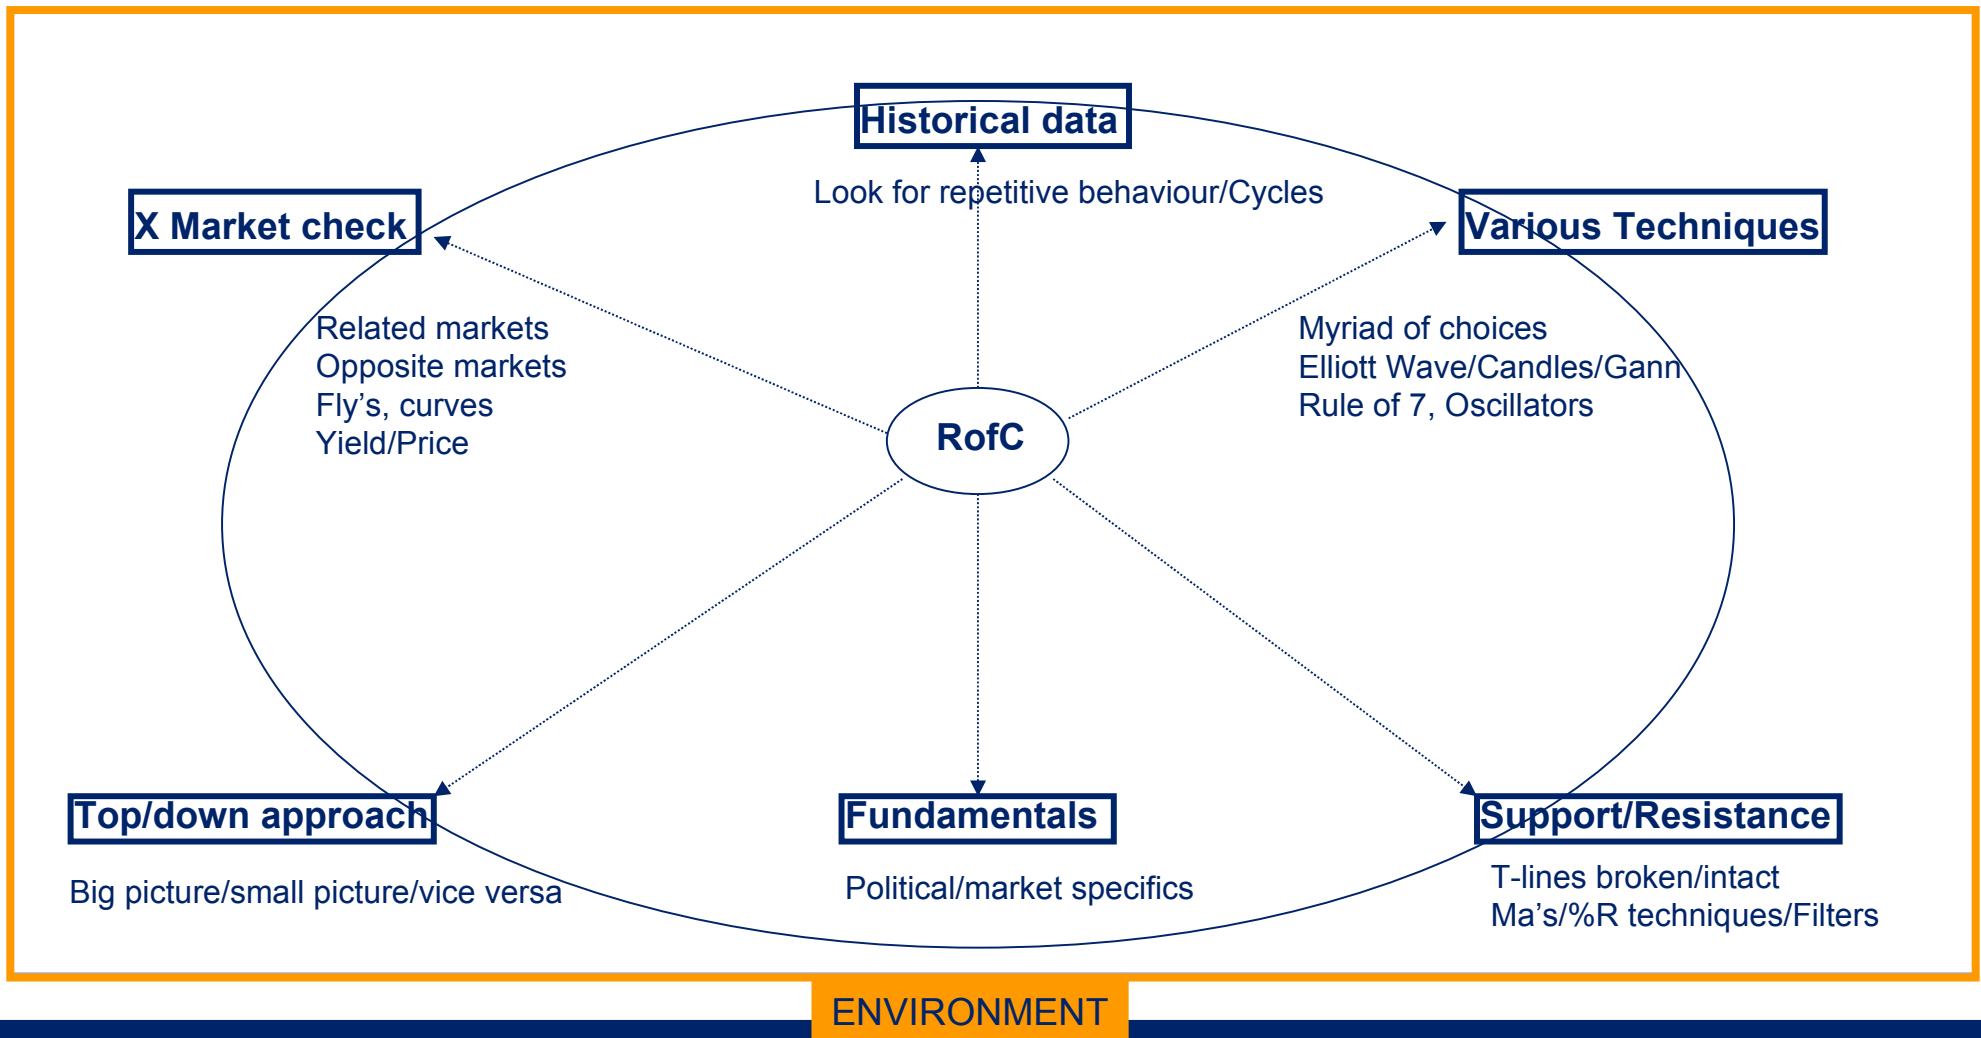 Historical data
Look for repetitive behaviour/Cycles
X Market check
Various Techniques
Related markets
Opposite markets
Fly’s, curves
Yield/Price
Myriad of choices
Elliott Wave/Candles/Gann
Rule of 7, Oscillators
RofC
Top/down approach
Big picture/small picture/vice versa
Fundamentals
Political/market specifics
Support/Resistance
T-lines broken/intact
Ma’s/%R techniques/Filters
ENVIRONMENT